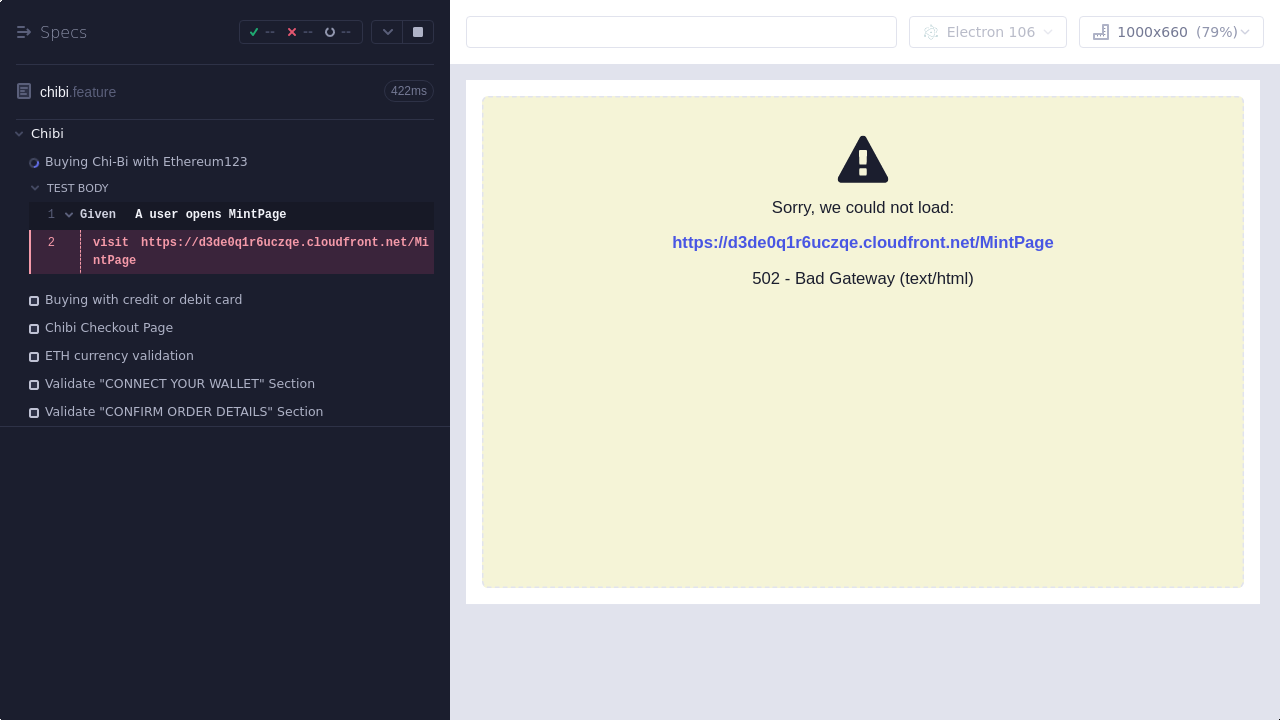 Specs
--
--
--
chibi.feature
422ms
Chibi
Buying Chi-Bi with Ethereum123
TEST BODY
1 Given A user opens MintPage
2 visit https://d3de0q1r6uczqe.cloudfront.net/Mi
ntPage
Buying with credit or debit card
Chibi Checkout Page
ETH currency validation
Validate "CONNECT YOUR WALLET" Section
Validate "CONFIRM ORDER DETAILS" Section
Electron 106
1000x660 (79%)
Sorry, we could not load:
https://d3de0q1r6uczqe.cloudfront.net/MintPage
502 - Bad Gateway (text/html)